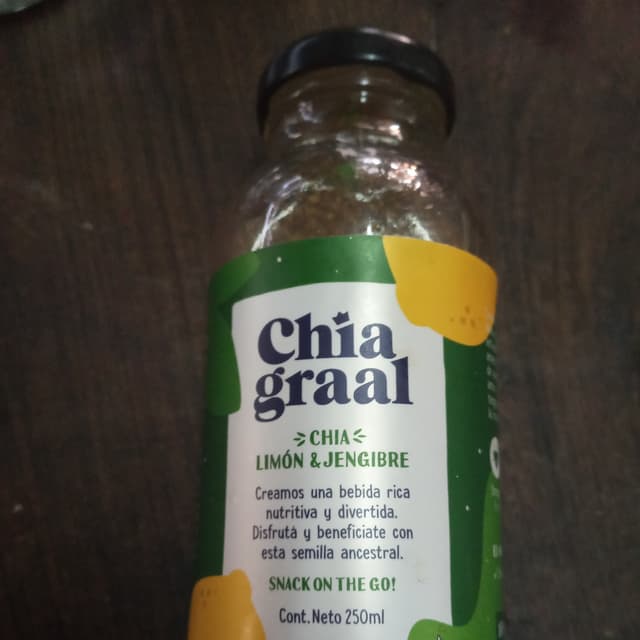 Chia
graal
CHIA
LIMÓN & JENGIBRE
Creamos una bebida rica
nutritiva y divertida.
Disfrutá y beneficiate con
esta semilla ancestral.
SNACK ON THE GO!
Cont. Neto 250ml